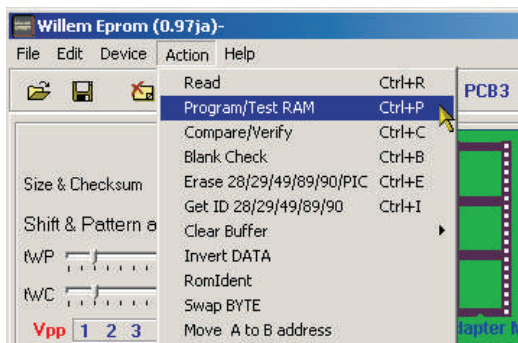 Willem Eprom (0.97ja)-
File Edit Device Action Help
PCB3
Read Ctrl+R
Program/Test RAM Ctrl+P
Compare/Verify Ctrl+C
Blank Check Ctrl+B
Erase 28/29/49/89/90/PIC Ctrl+E
Get ID 28/29/49/89/90 Ctrl+I
Clear Buffer
Invert DATA
RomIdent
Swap BYTE
Move A to B address
Size & Checksum
Shift & Pattern a
tWP
tWC
Vpp 1 2 3
dapter M